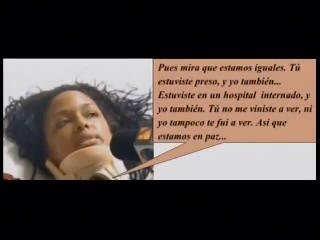 Pues mira que estamos iguales. Tú
estuviste preso, y yo también...
Estuviste en un hospital internado, y
yo también. Tú no me viniste a ver, ni
yo tampoco te fui a ver. Asi que
estamos en paz...